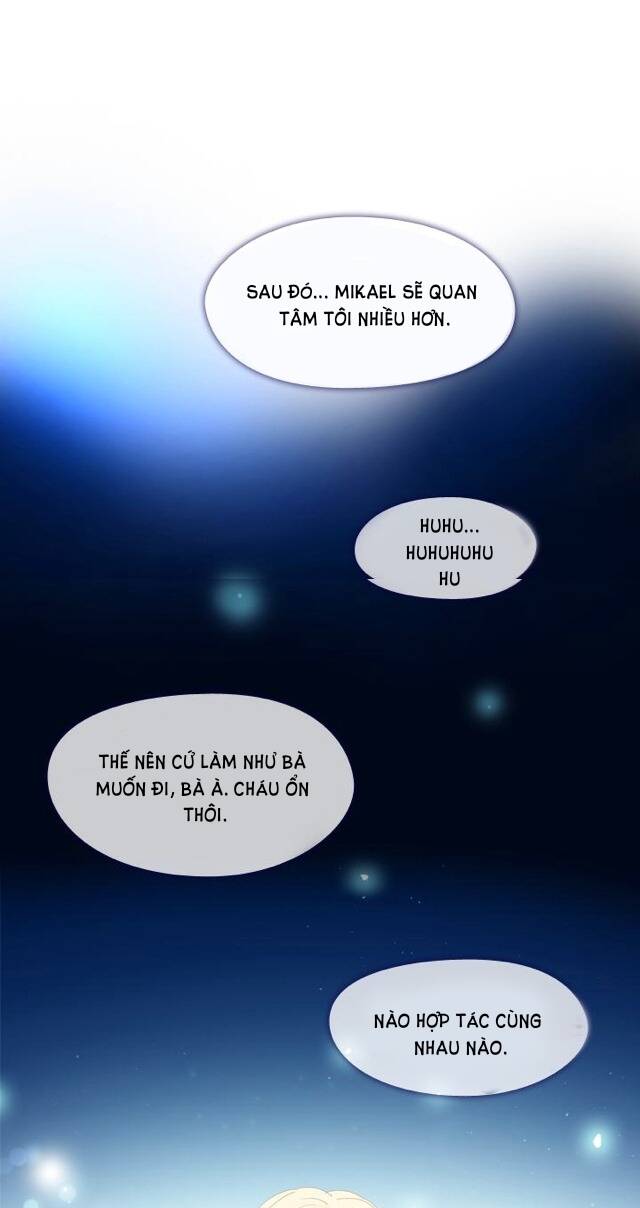 SAU ĐÓ... MIKAEL SẼ QUAN
TÂM TÔI NHIỀU HƠN.
HUHU...
HUHUHUHU
HU
THẾ NÊN CỨ LÀM NHƯ BÀ
MUỐN ĐI, BÀ À. CHÁU ỔN
THÔI.
NÀO HỢP TÁC CÙNG
NHAU NÀO.